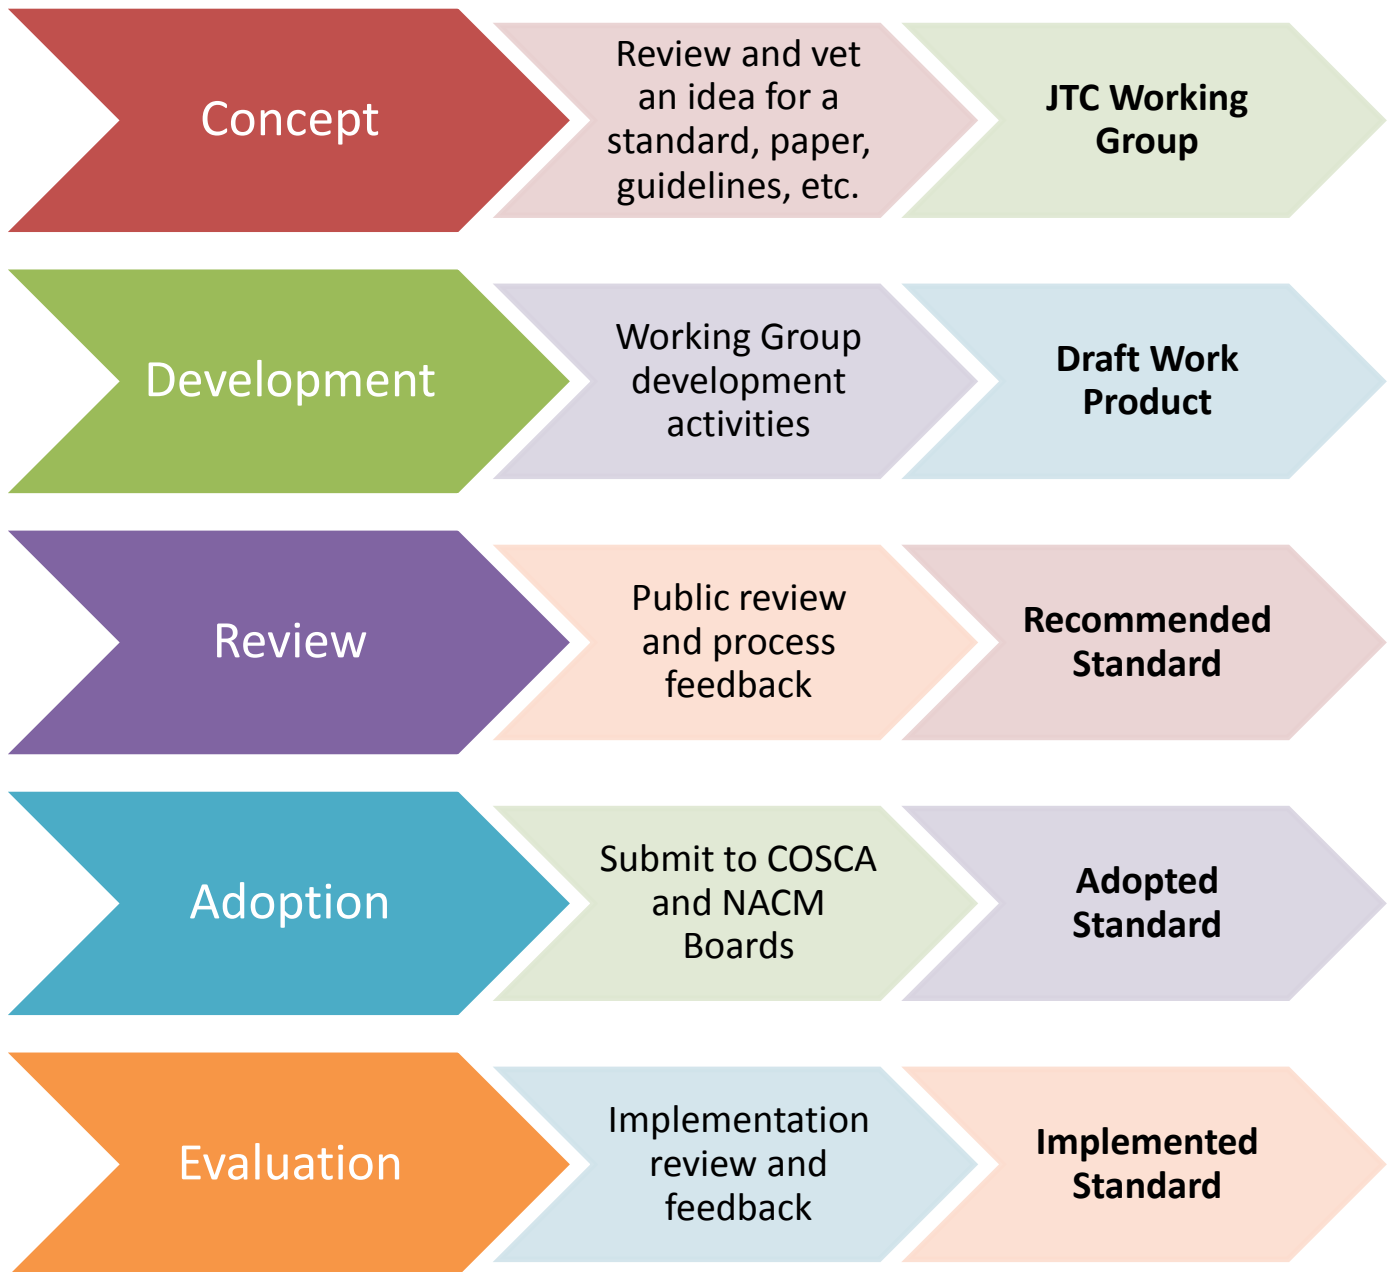 Concept
Review and vet
an idea for a
standard, paper,
guidelines, etc.
JTC Working
Group
Development
Working Group
development
activities
Draft Work
Product
Review
Public review
and process
feedback
Recommended
Standard
Adoption
Submit to COSCA
and NACM
Boards
Adopted
Standard
Evaluation
Implementation
review and
feedback
Implemented
Standard